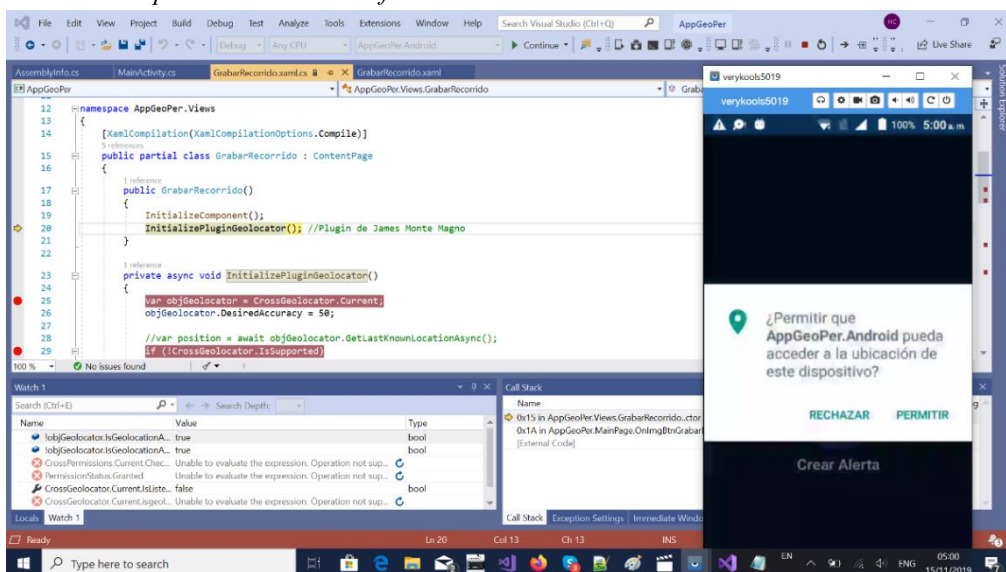 File Edit View Project Build Debug Test Analyze Tools Extensions Window Help Search Visual Studio (Ctrl+Q) AppGeoPer HC
Debug Any CPU AppGeoPer.Android Continue Live Share
AssemblyInfo.cs MainActivity.cs GrabarRecorrido.xaml.cs GrabarRecorrido.xaml
AppGeoPer AppGeoPer.Views.GrabarRecorrido
Solution Explorer
12 namespace AppGeoPer.Views
13 {
14 [XamlCompilation(XamlCompilationOptions.Compile)]
5 references
15 public partial class GrabarRecorrido : ContentPage
16 {
1 reference
17 public GrabarRecorrido()
18 {
19 InitializeComponent();
20 InitializePluginGeolocator(); //Plugin de James Monte Magno
21 }
22
1 reference
23 private async void InitializePluginGeolocator()
24 {
25 var objGeolocator = CrossGeolocator.Current;
26 objGeolocator.DesiredAccuracy = 50;
27
28 //var position = await objGeolocator.GetLastKnownLocationAsync();
29 if (!CrossGeolocator.IsSupported)
100 % No issues found
Watch 1
Search (Ctrl+E) Search Depth:
Name Value Type
!objGeolocator.IsGeolocationA... true bool
!objGeolocator.IsGeolocationA... true bool
CrossPermissions.Current.Chec... Unable to evaluate the expression. Operation not sup...
PermissionStatus.Granted Unable to evaluate the expression. Operation not sup...
CrossGeolocator.Current.IsListe... false bool
CrossGeolocator.Current.isgeol... Unable to evaluate the expression. Operation not sup...
Locals Watch 1
Call Stack
Name
0x15 in AppGeoPer.Views.GrabarRecorrido..ctor
0x1A in AppGeoPer.MainPage.OnImgBtnGrabar
[External Code]
Call Stack Exception Settings Immediate Windo
verykools5019
verykools5019
100% 5:00 a.m.
¿Permitir que
AppGeoPer.Android pueda
acceder a la ubicación de
este dispositivo?
RECHAZAR PERMITIR
Crear Alerta
Ready Ln 20 Col 13 Ch 13 INS
Type here to search EN ENG 05:00
15/11/2019